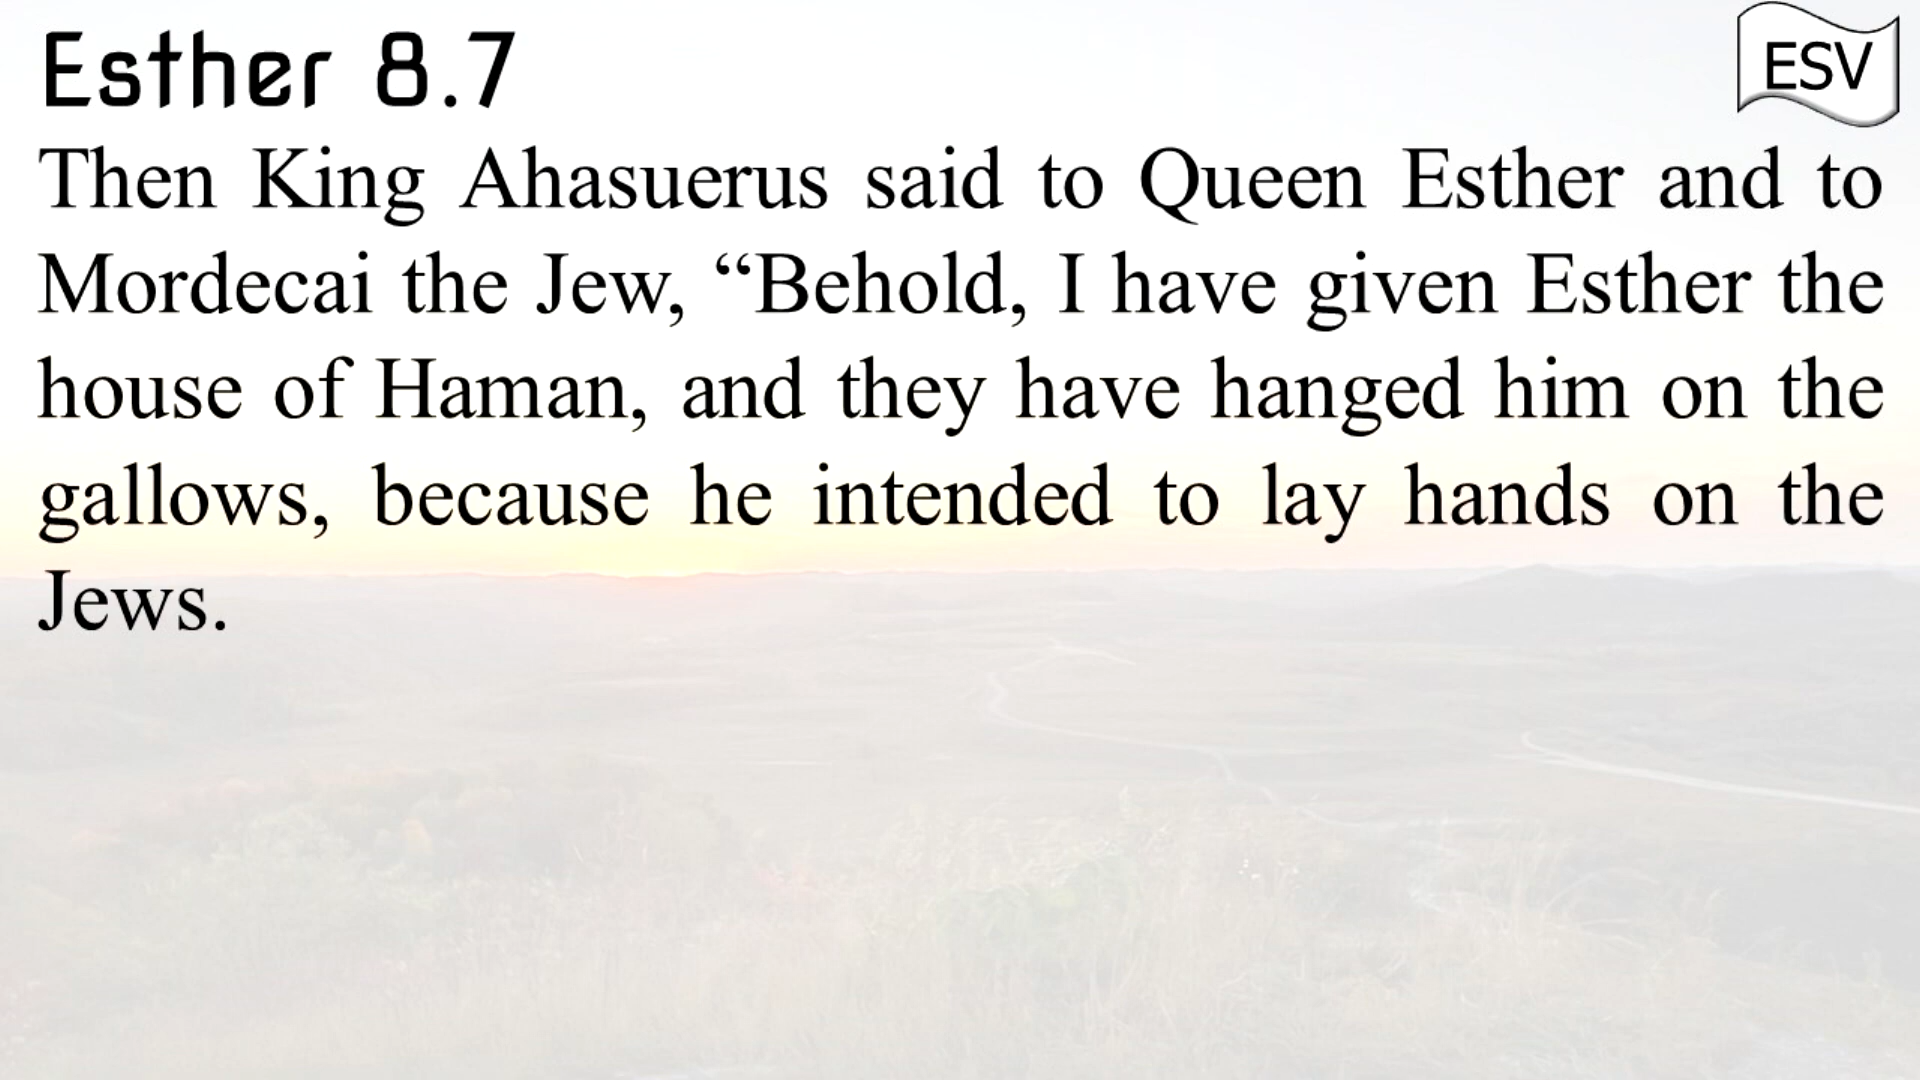 Esther 8.7
ESV
Then King Ahasuerus said to Queen Esther and to
Mordecai the Jew, “Behold, I have given Esther the
house of Haman, and they have hanged him on the
gallows, because he intended to lay hands on the
Jews.